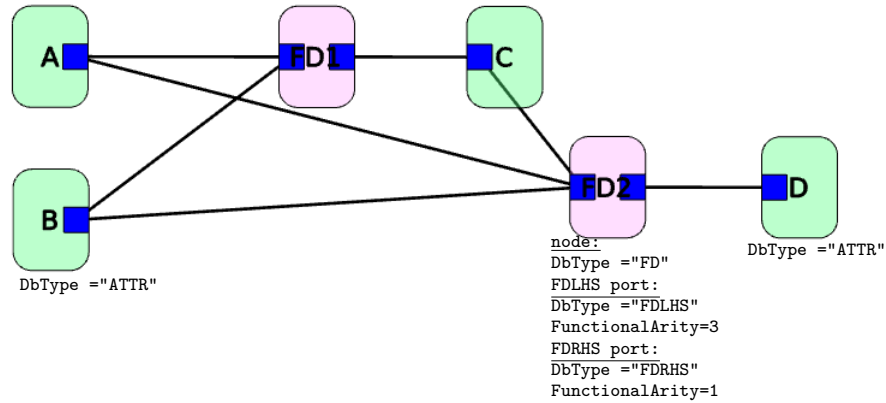 A
FD1
C
B
FD2
D
DbType ="ATTR"
node:
DbType ="FD"
FDLHS port:
DbType ="FDLHS"
FunctionalArity=3
FDRHS port:
DbType ="FDRHS"
FunctionalArity=1
DbType ="ATTR"